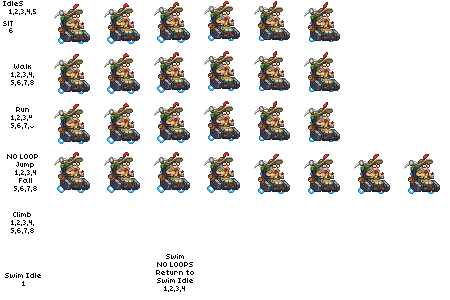 IdleS
1,2,3,4,5
SIT
6
Walk
1,2,3,4,
5,6,7,8
Run
1,2,3,4
5,6,7,
NO LOOP
Jump
1,2,3,4
Fall
5,6,7,8
Climb
1,2,3,4,
5,6,7,8
Swim Idle
1
Swim
NO LOOPS
Return to
Swim Idle
1,2,3,4